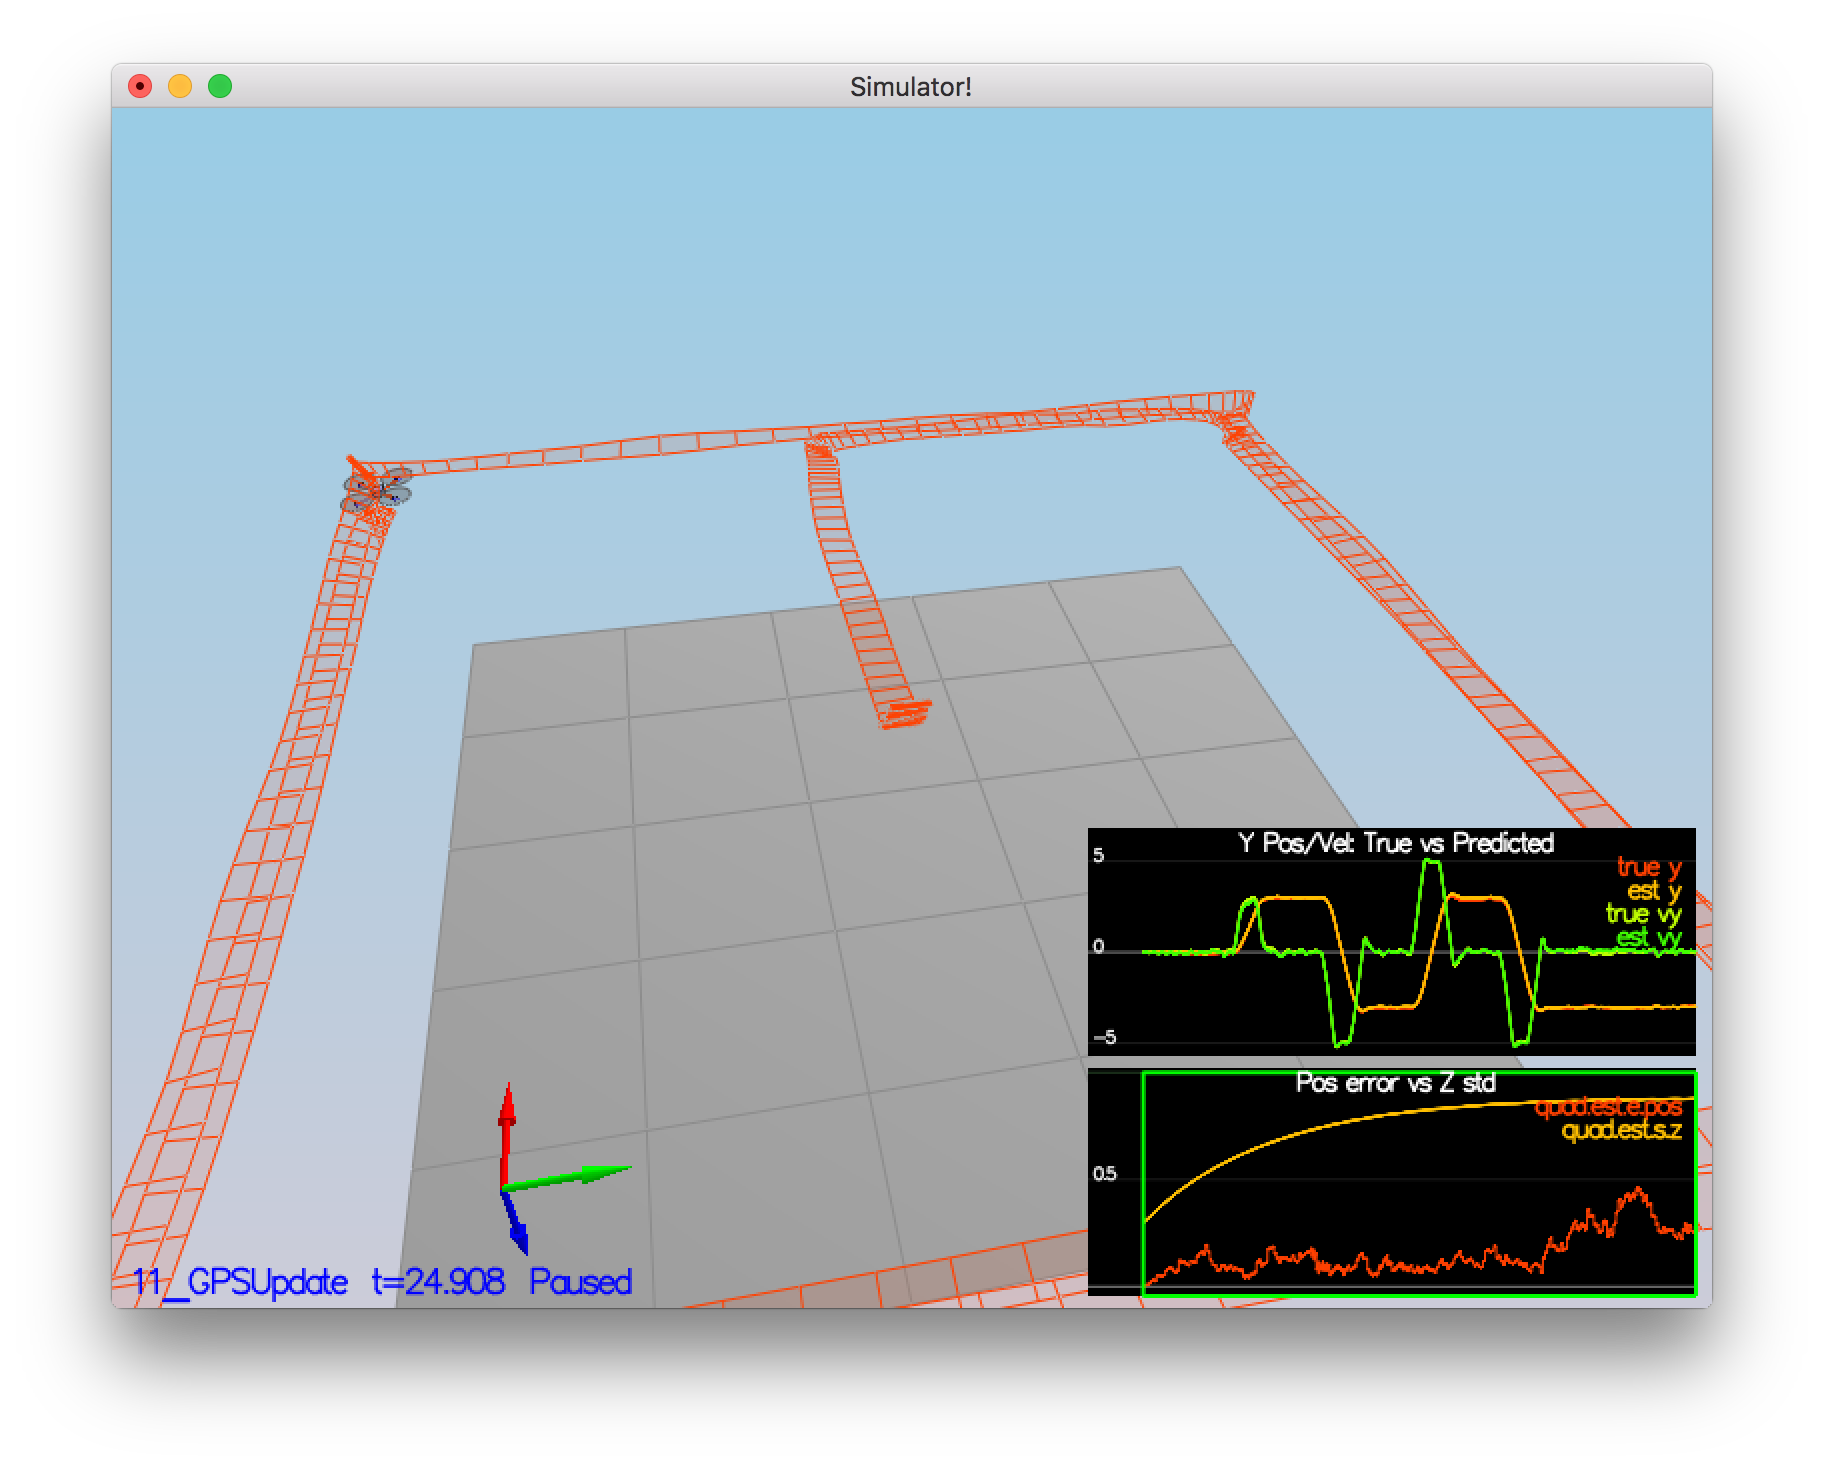 Simulator!
Y Pos/Vel: True vs Predicted
5
true y
est y
true vy
est vy
0
-5
Pos error vs Z std
quad.est.e.pos
quad.est.s.z
0.5
11_GPSUpdate t=24.908 Paused